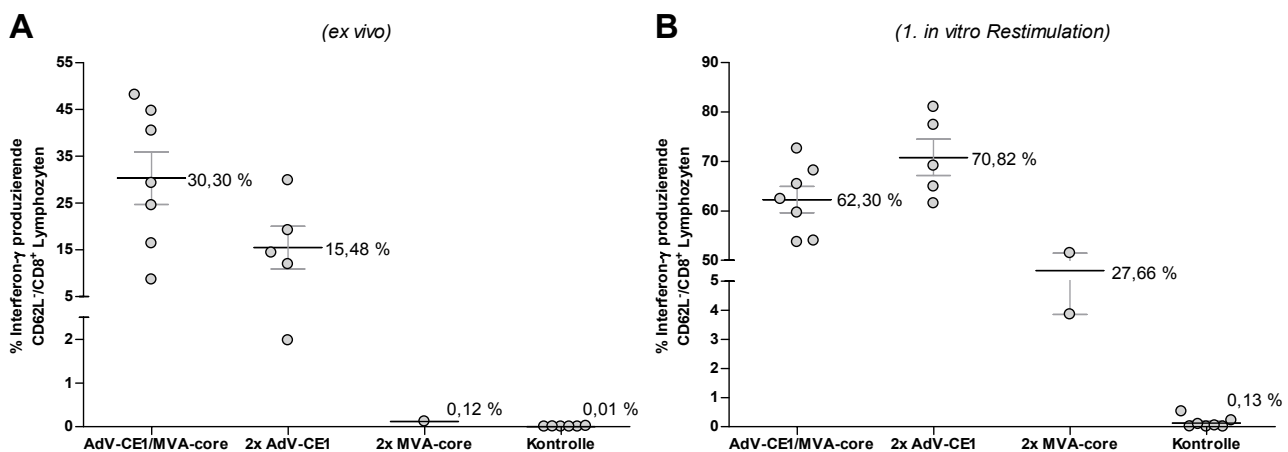 A
(ex vivo)
% Interferon-γ produzierende
CD62L⁻/CD8⁺ Lymphozyten
55
45
35
25
15
5
2
1
0
30,30 %
15,48 %
0,12 %
0,01 %
AdV-CE1/MVA-core
2x AdV-CE1
2x MVA-core
Kontrolle
B
(1. in vitro Restimulation)
% Interferon-γ produzierende
CD62L⁻/CD8⁺ Lymphozyten
90
80
70
60
50
5
4
3
2
1
0
62,30 %
70,82 %
27,66 %
0,13 %
AdV-CE1/MVA-core
2x AdV-CE1
2x MVA-core
Kontrolle